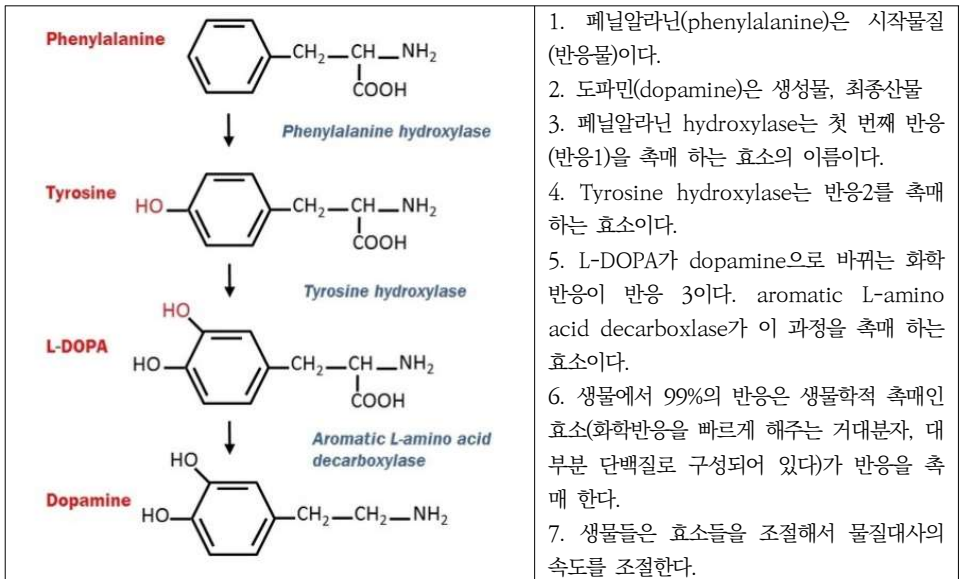 Phenylalanine
CH₂—CH—NH₂
COOH
Phenylalanine hydroxylase
Tyrosine
HO
CH₂—CH—NH₂
COOH
Tyrosine hydroxylase
HO
L-DOPA
HO
CH₂—CH—NH₂
COOH
Aromatic L-amino acid
decarboxylase
HO
Dopamine
HO
CH₂—CH₂—NH₂
1. 페닐알라닌(phenylalanine)은 시작물질
(반응물)이다.
2. 도파민(dopamine)은 생성물, 최종산물
3. 페닐알라닌 hydroxylase는 첫 번째 반응
(반응1)을 촉매 하는 효소의 이름이다.
4. Tyrosine hydroxylase는 반응2를 촉매
하는 효소이다.
5. L-DOPA가 dopamine으로 바뀌는 화학
반응이 반응 3이다. aromatic L-amino
acid decarboxlase가 이 과정을 촉매 하는
효소이다.
6. 생물에서 99%의 반응은 생물학적 촉매인
효소(화학반응을 빠르게 해주는 거대분자, 대
부분 단백질로 구성되어 있다)가 반응을 촉
매 한다.
7. 생물들은 효소들을 조절해서 물질대사의
속도를 조절한다.